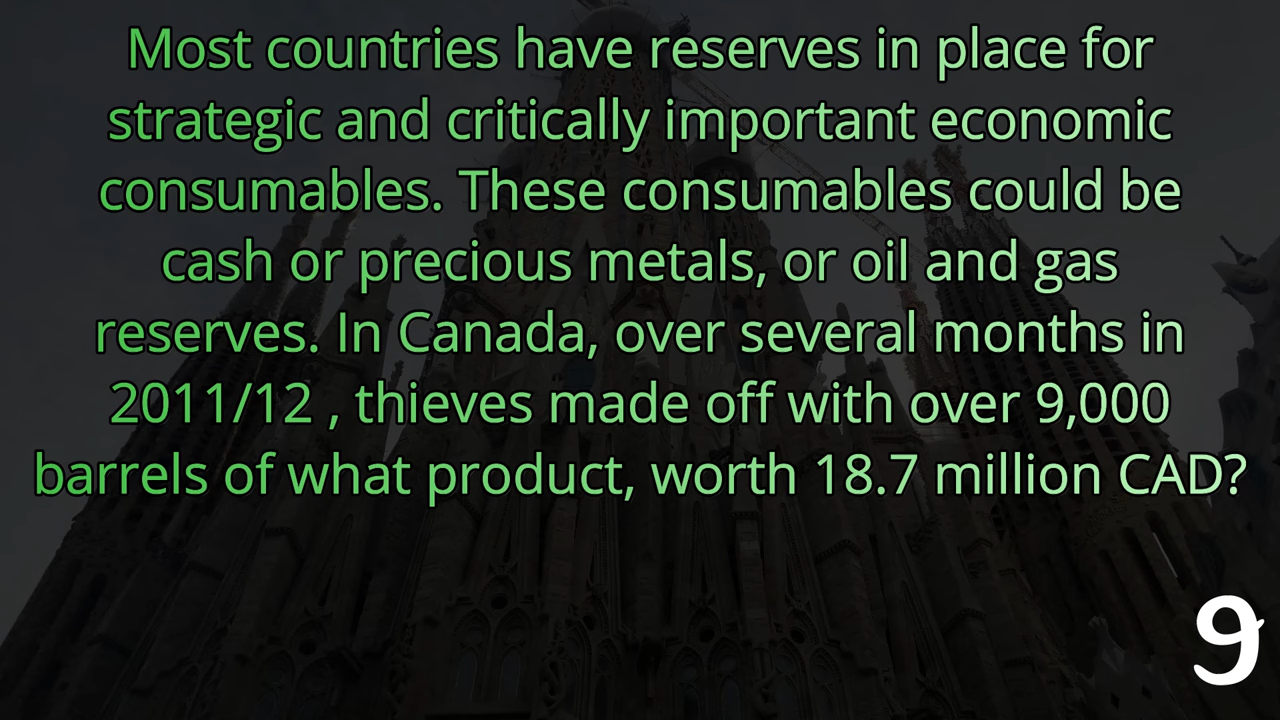 Most countries have reserves in place for
strategic and critically important economic
consumables. These consumables could be
cash or precious metals, or oil and gas
reserves. In Canada, over several months in
2011/12 , thieves made off with over 9,000
barrels of what product, worth 18.7 million CAD?
9